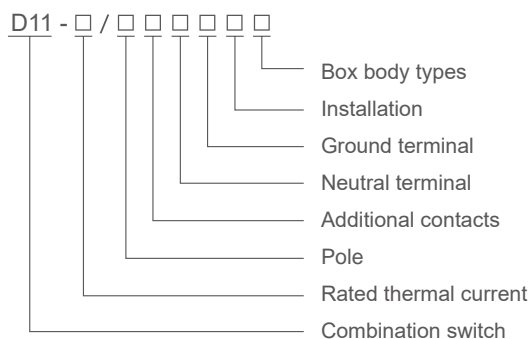 D11 - □ / □ □ □ □ □ □
Box body types
Installation
Ground terminal
Neutral terminal
Additional contacts
Pole
Rated thermal current
Combination switch